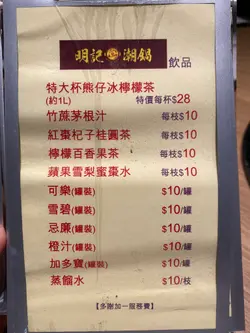 明記潮鍋 飲品
特大杯熊仔冰檸檬茶
(約1L) 特價每杯$28
竹蔗茅根汁 每枝$10
紅棗杞子桂圓茶 每枝$10
檸檬百香果茶 每枝$10
蘋果雪梨蜜棗水 每枝$10
可樂(罐裝) $10/罐
雪碧(罐裝) $10/罐
忌廉(罐裝) $10/罐
橙汁(罐裝) $10/罐
加多寶(罐裝) $10/罐
蒸餾水 $10/枝
【多謝加一服務費】